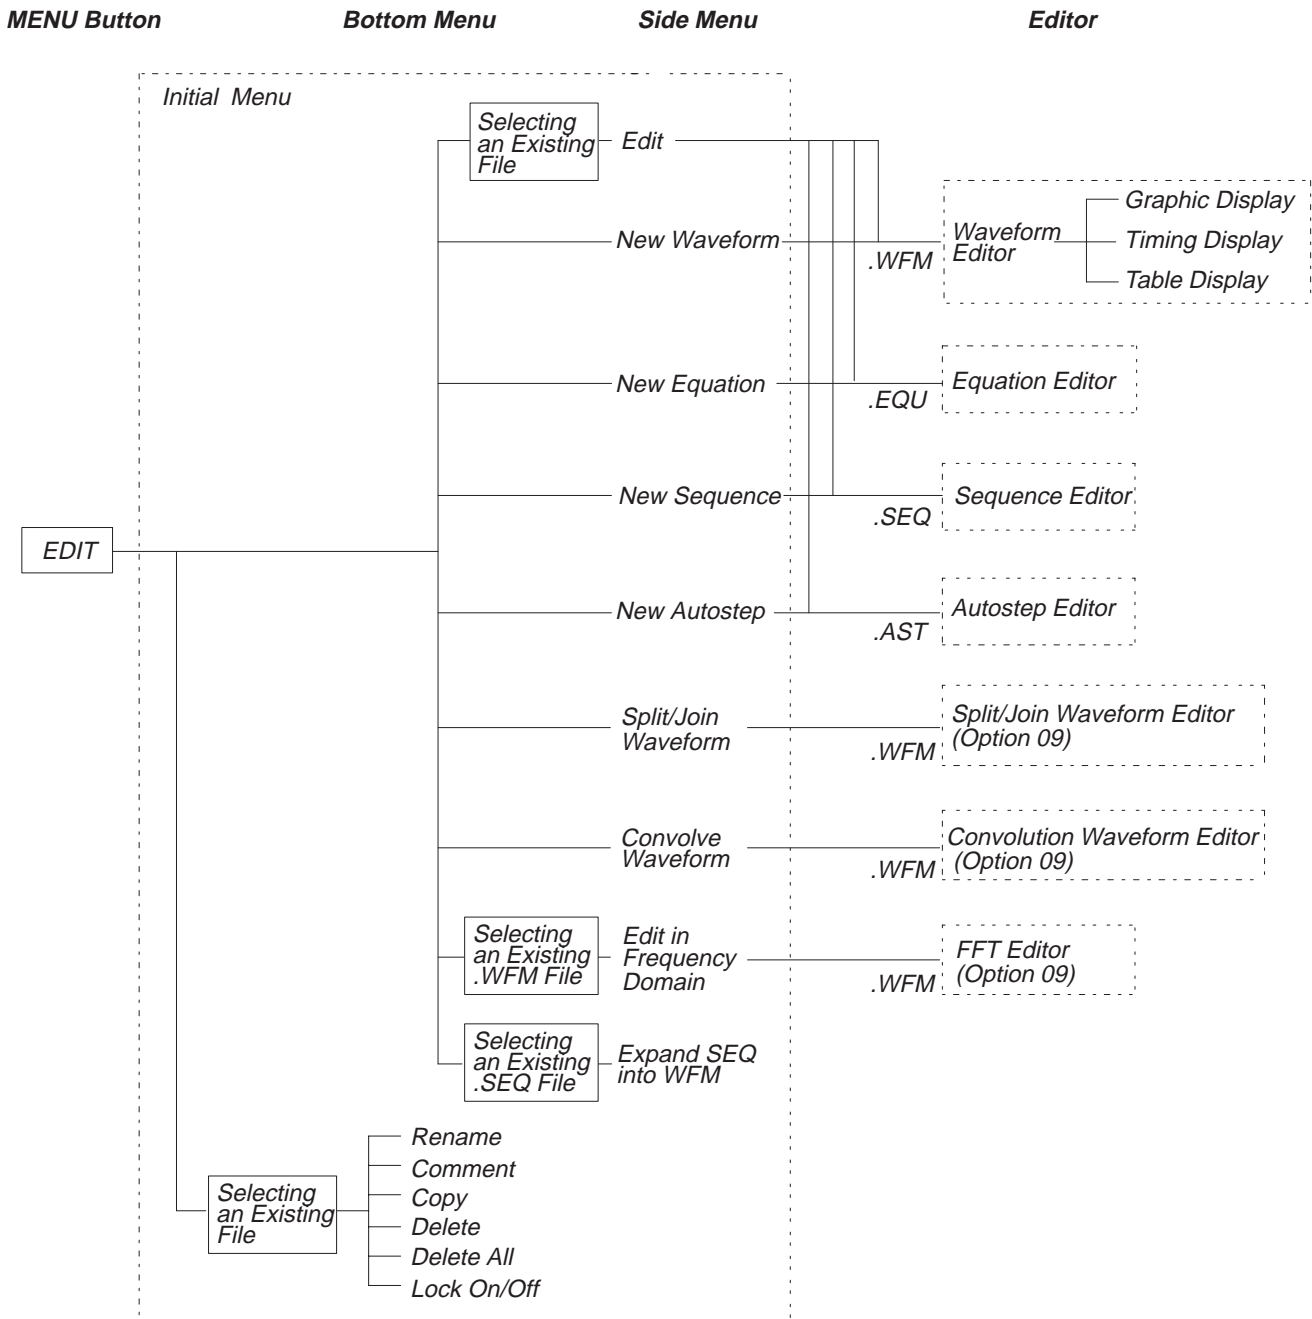 MENU Button
Bottom Menu
Side Menu
Editor
Initial Menu
Selecting
an Existing
File
Edit
New Waveform
.WFM
Waveform
Editor
Graphic Display
Timing Display
Table Display
New Equation
.EQU
Equation Editor
New Sequence
.SEQ
Sequence Editor
EDIT
New Autostep
.AST
Autostep Editor
Split/Join
Waveform
.WFM
Split/Join Waveform Editor
(Option 09)
Convolve
Waveform
.WFM
Convolution Waveform Editor
(Option 09)
Selecting
an Existing
.WFM File
Edit in
Frequency
Domain
.WFM
FFT Editor
(Option 09)
Selecting
an Existing
.SEQ File
Expand SEQ
into WFM
Selecting
an Existing
File
Rename
Comment
Copy
Delete
Delete All
Lock On/Off